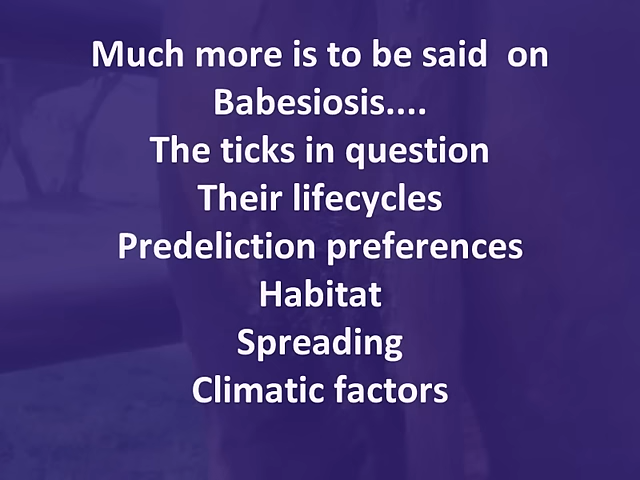 Much more is to be said  on
Babesiosis....
The ticks in question
Their lifecycles
Predeliction preferences
Habitat
Spreading
Climatic factors